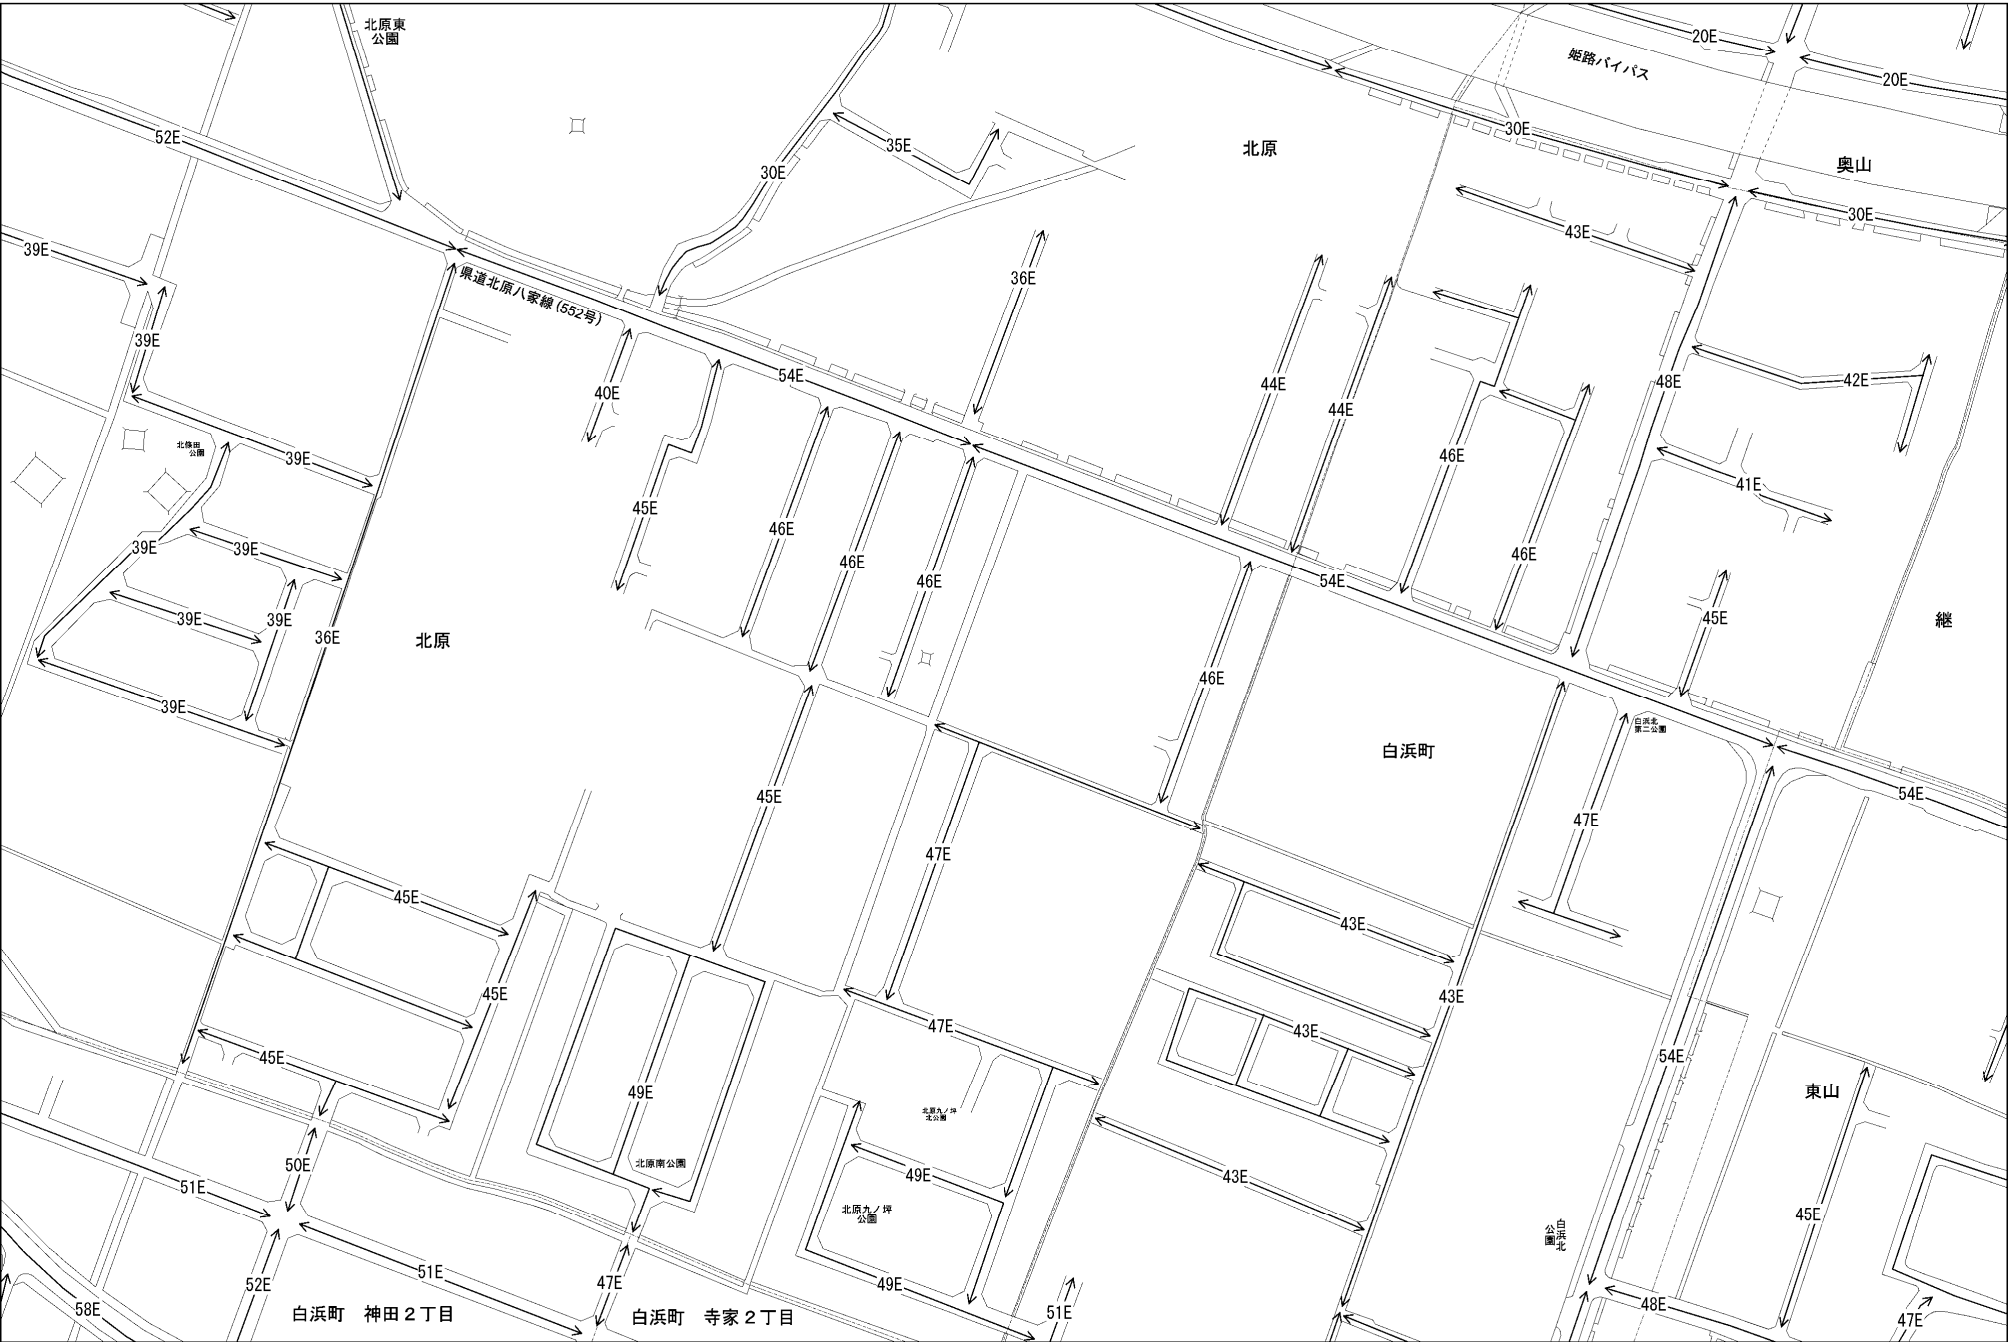 北原東
公園
20E
姫路バイパス
20E
52E
35E
30E
北原
30E
奥山
30E
39E
43E
県道北原八家線(552号)
36E
39E
54E
40E
44E
44E
48E
42E
北條田
公園
39E
46E
41E
45E
46E
39E
39E
46E
46E
46E
54E
39E
39E
36E
北原
45E
継
46E
39E
白浜北
第二公園
白浜町
54E
45E
47E
47E
45E
43E
45E
43E
47E
43E
45E
49E
54E
東山
北原九ノ坪
北公園
北原南公園
50E
49E
43E
51E
北原九ノ坪
公園
45E
白浜北
公園
51E
52E
47E
49E
58E
51E
48E
47E
白浜町 神田2丁目
白浜町 寺家2丁目